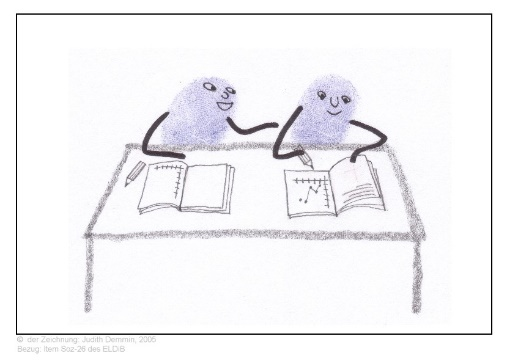 © der Zeichnung: Judith Demmin, 2005
Bezug: Item Soz-26 des ELDiB